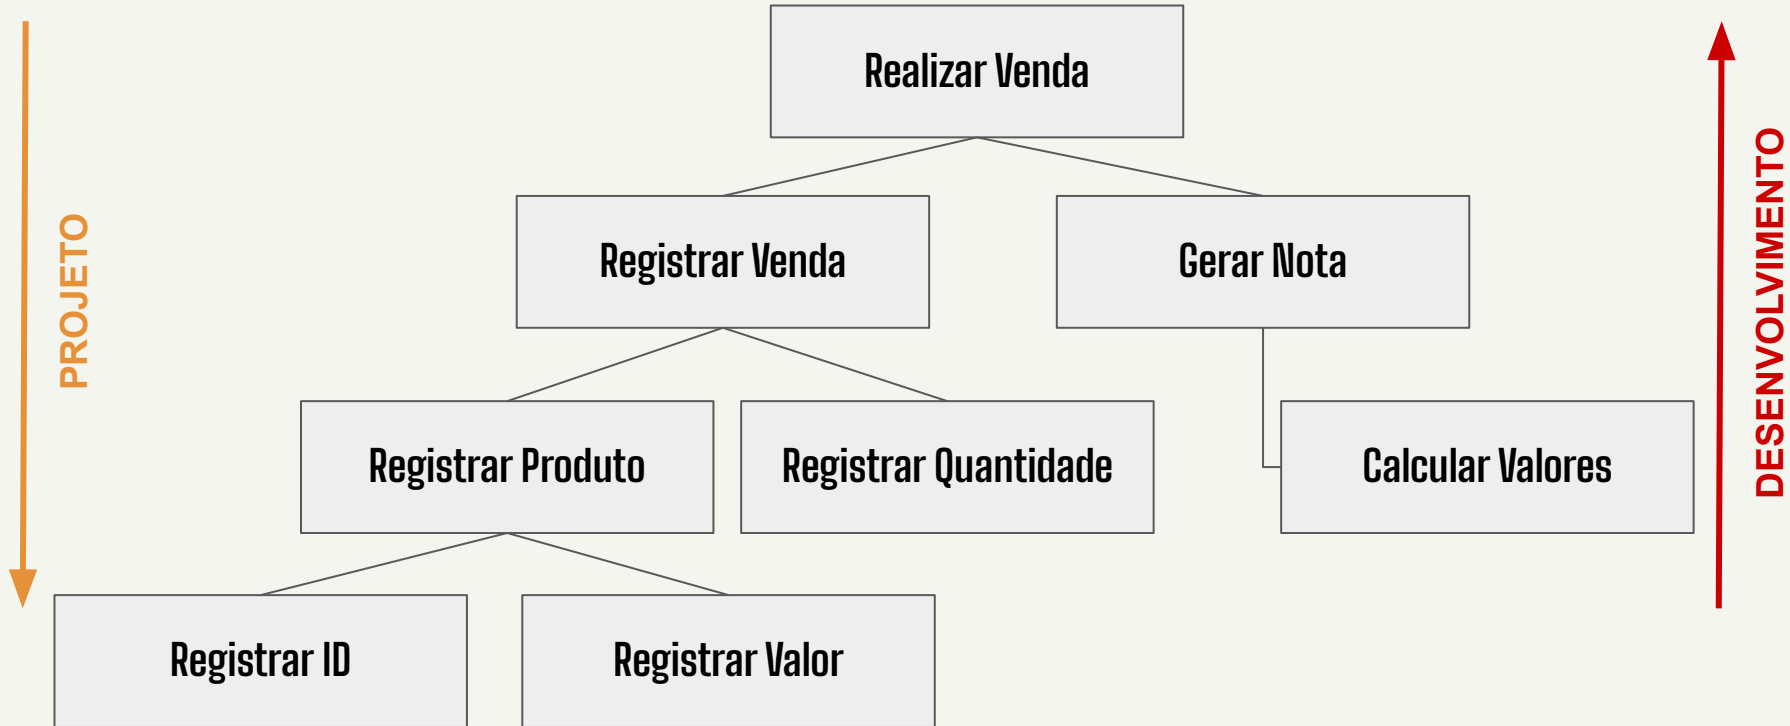 Realizar Venda
PROJETO
DESENVOLVIMENTO
Registrar Venda
Gerar Nota
Registrar Produto
Registrar Quantidade
Calcular Valores
Registrar ID
Registrar Valor